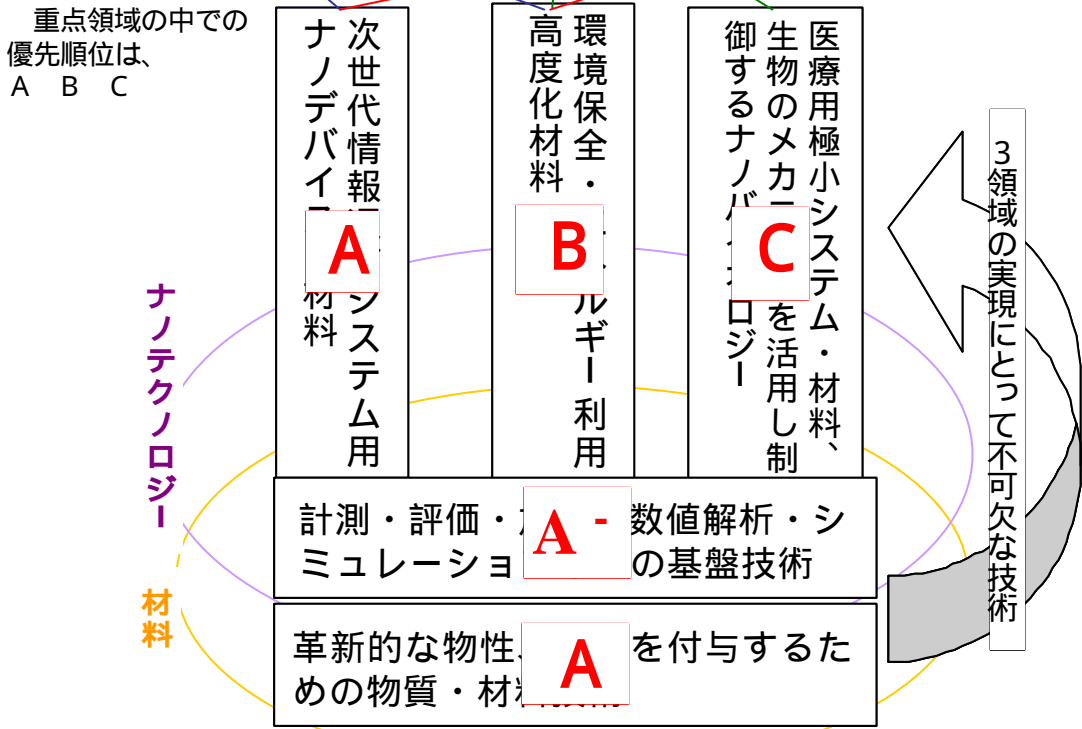 重点領域の中での
優先順位は、
A B C
次世代情報 システム用
ナノデバイ 材料
A
環境保全・ ルギー利用
高度化材料
B
医療用極小システム・材料、
生物のメカ を活用し制
御するナノバ ロジー
C
3領域の実現にとって不可欠な技術
ナノテクノロジー
材料
計測・評価・ 数値解析・シ
ミュレーショ の基盤技術
A -
革新的な物性、 を付与するた
めの物質・材
A